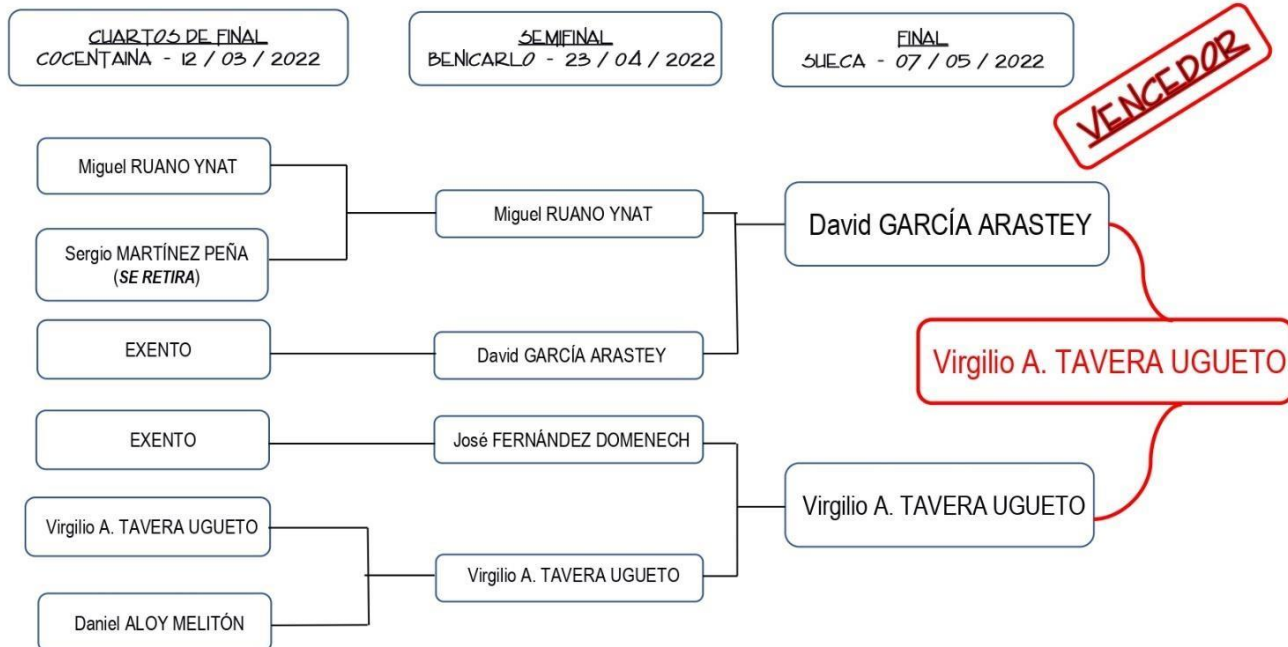 CUARTOS DE FINAL
COCENTAINA - 12 / 03 / 2022
SEMIFINAL
BENICARLO - 23 / 04 / 2022
FINAL
SUECA - 07 / 05 / 2022
VENCEDOR
Miguel RUANO YNAT
Sergio MARTÍNEZ PEÑA
(SE RETIRA)
EXENTO
EXENTO
Virgilio A. TAVERA UGUETO
Daniel ALOY MELITÓN
Miguel RUANO YNAT
David GARCÍA ARASTEY
José FERNÁNDEZ DOMENECH
Virgilio A. TAVERA UGUETO
David GARCÍA ARASTEY
Virgilio A. TAVERA UGUETO
Virgilio A. TAVERA UGUETO